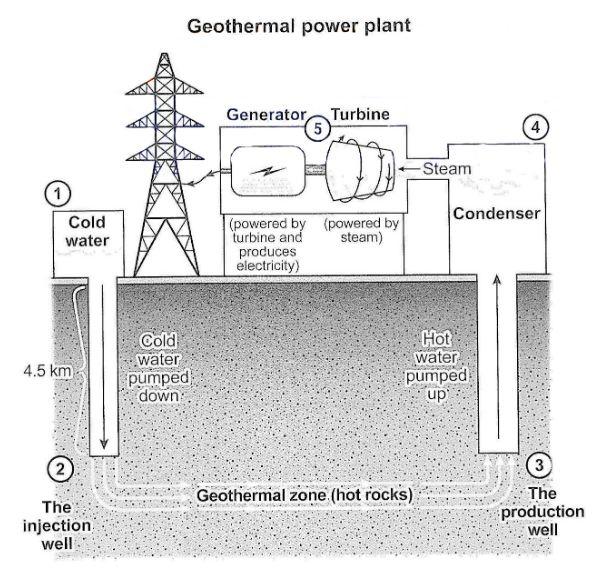 Geothermal power plant
Generator
Turbine
5
4
Steam
1
Cold
water
Condenser
(powered by
turbine and
produces
electricity)
(powered by
steam)
4.5 km
Cold
water
pumped
down
Hot
water
pumped
up
2
The
injection
well
Geothermal zone (hot rocks)
3
The
production
well